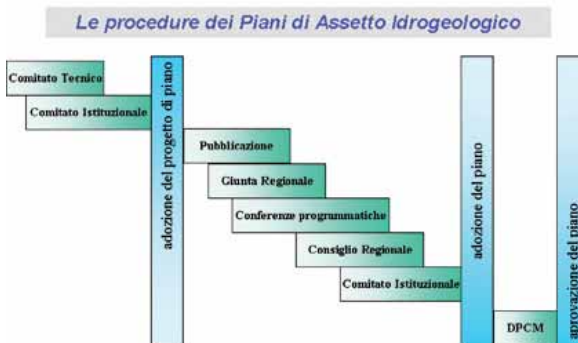 Le procedure dei Piani di Assetto Idrogeologico
Comitato Tecnico
Comitato Istituzionale
adozione del progetto di piano
Pubblicazione
Giunta Regionale
Conferenze programmatiche
Consiglio Regionale
Comitato Istituzionale
adozione del piano
DPCM
aprovazione del piano